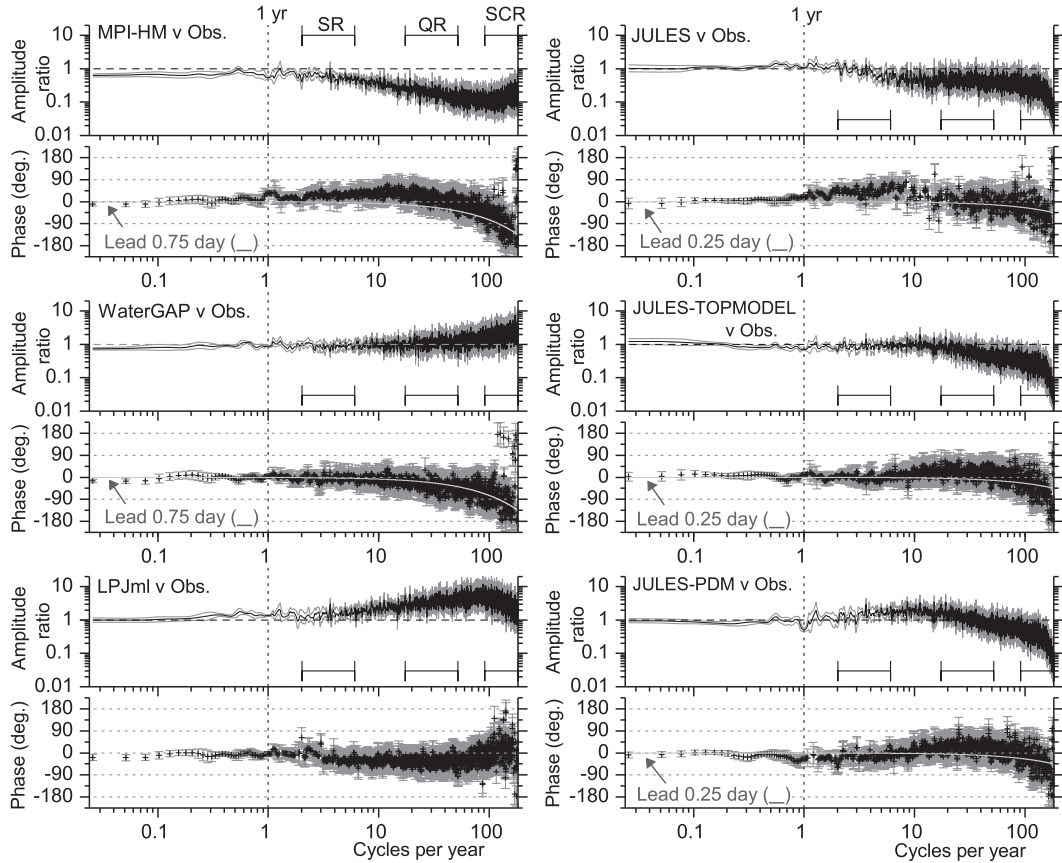 1 yr
SR
QR
SCR
MPI-HM v Obs.
Amplitude
ratio
10
1
0.1
0.01
Phase (deg.)
180
90
0
-90
-180
Lead 0.75 day (__)
0.1
1
10
100
1 yr
JULES v Obs.
Amplitude
ratio
10
1
0.1
0.01
Phase (deg.)
180
90
0
-90
-180
Lead 0.25 day (__)
0.1
1
10
100
WaterGAP v Obs.
Amplitude
ratio
10
1
0.1
0.01
Phase (deg.)
180
90
0
-90
-180
Lead 0.75 day (__)
0.1
1
10
100
JULES-TOPMODEL
v Obs.
Amplitude
ratio
10
1
0.1
0.01
Phase (deg.)
180
90
0
-90
-180
Lead 0.25 day (__)
0.1
1
10
100
LPJml v Obs.
Amplitude
ratio
10
1
0.1
0.01
Phase (deg.)
180
90
0
-90
-180
0.1
1
10
100
Cycles per year
JULES-PDM v Obs.
Amplitude
ratio
10
1
0.1
0.01
Phase (deg.)
180
90
0
-90
-180
Lead 0.25 day (__)
0.1
1
10
100
Cycles per year